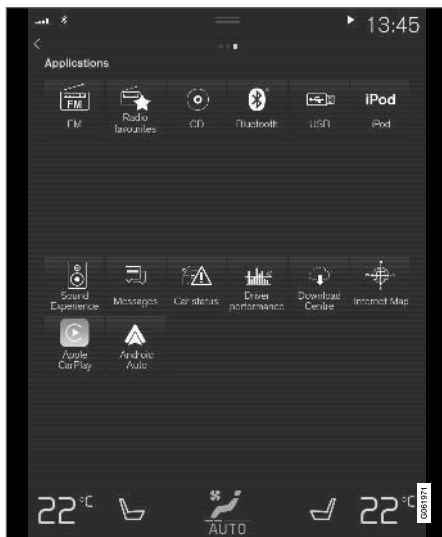 13:45
Applications
FM
iPod
FM
Radio
favourites
CD
Bluetooth
USB
iPod
Sound
Experience
Messages
Car status
Driver
performance
Download
Centre
Internet Map
Apple
CarPlay
Android
Auto
22°C
22°C
AUTO
G061971